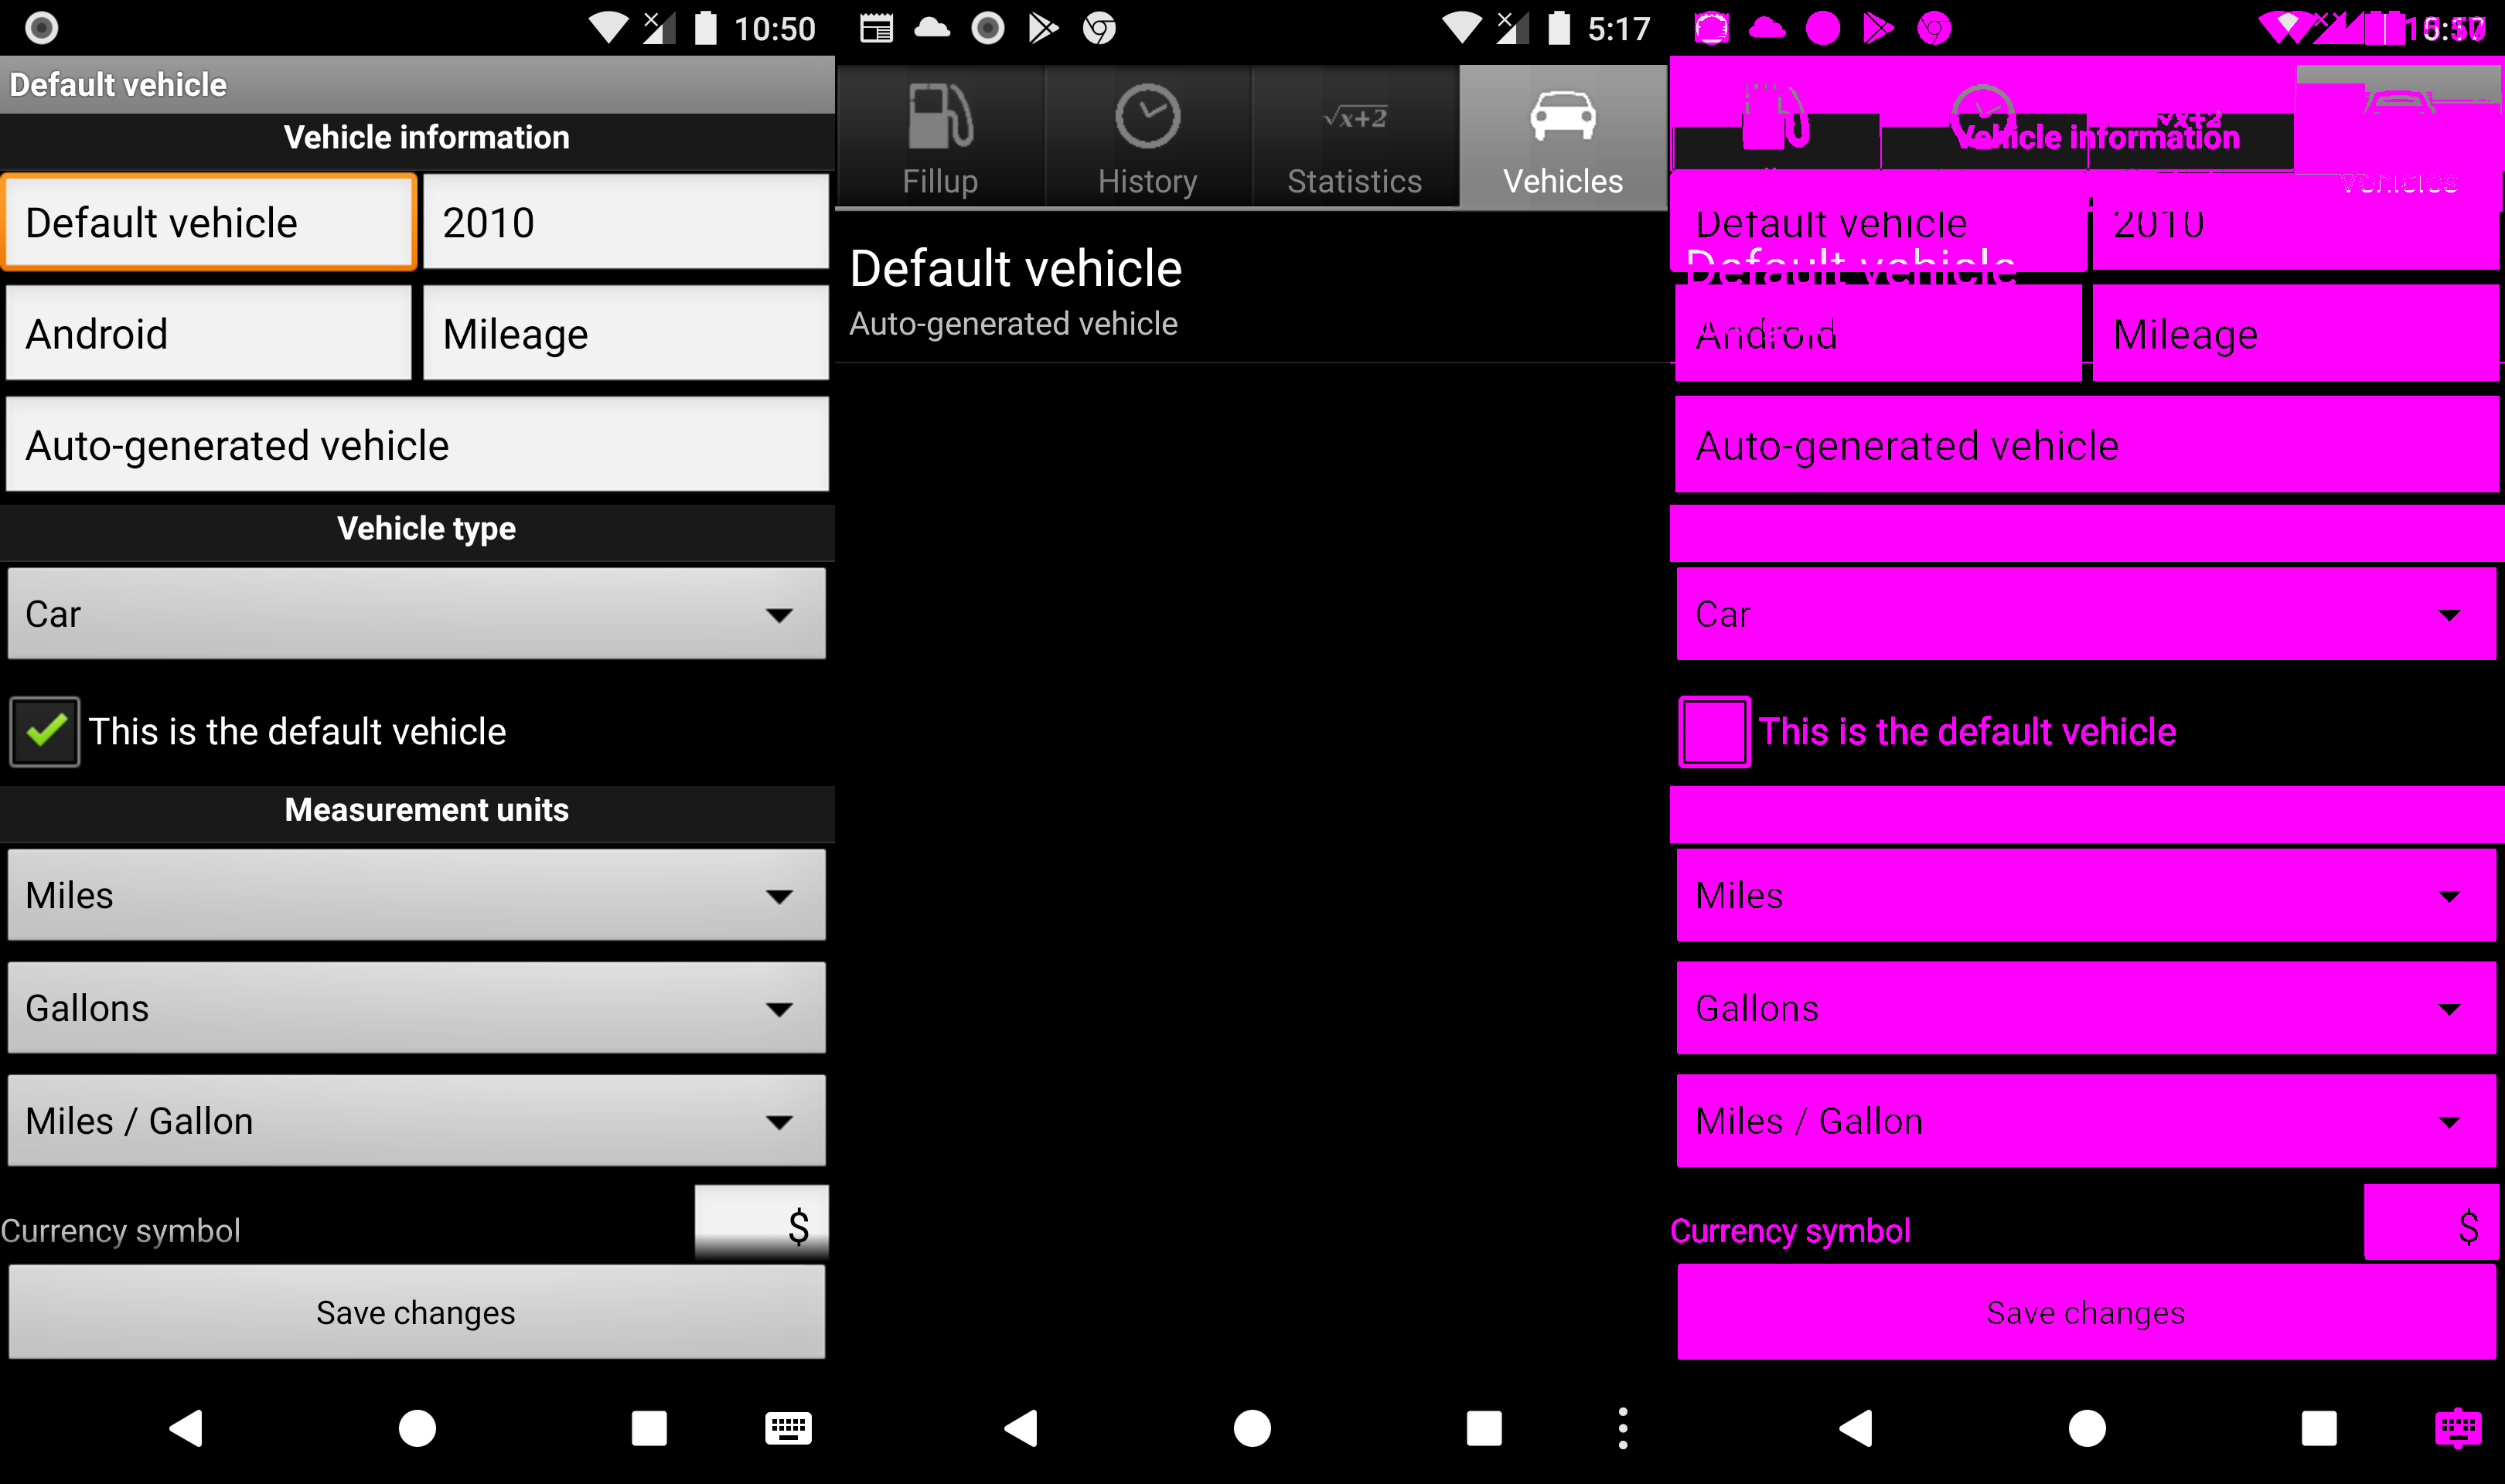 10:50
Default vehicle
Vehicle information
Default vehicle
2010
Android
Mileage
Auto-generated vehicle
Vehicle type
Car
This is the default vehicle
Measurement units
Miles
Gallons
Miles / Gallon
Currency symbol
$
Save changes
5:17
Fillup
History
√x+2
Statistics
Vehicles
Default vehicle
Auto-generated vehicle
√x+2
Vehicle information
Vehicles
Default vehicle
2010
Default vehicle
Android
Mileage
Auto-generated vehicle
Car
This is the default vehicle
Miles
Gallons
Miles / Gallon
Currency symbol
$
Save changes